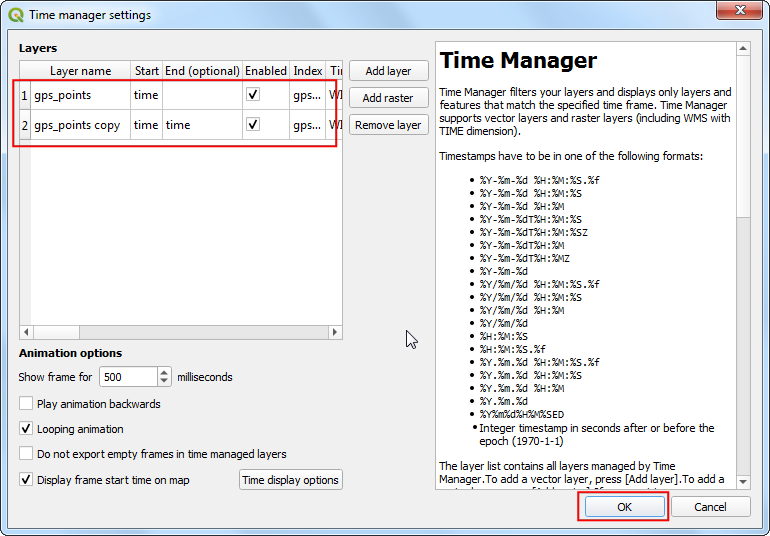 Time manager settings
Layers
Layer name Start End (optional) Enabled Index
1 gps_points time gps...
2 gps_points copy time time gps...
Add layer
Add raster
Remove layer
Animation options
Show frame for 500 milliseconds
Play animation backwards
Looping animation
Do not export empty frames in time managed layers
Display frame start time on map
Time display options
Time Manager
Time Manager filters your layers and displays only layers and
features that match the specified time frame. Time Manager
supports vector layers and raster layers (including WMS with
TIME dimension).
Timestamps have to be in one of the following formats:
%Y-%m-%d %H:%M:%S.%f
%Y-%m-%d %H:%M:%S
%Y-%m-%d %H:%M
%Y-%m-%dT%H:%M:%S
%Y-%m-%dT%H:%M:%SZ
%Y-%m-%dT%H:%M
%Y-%m-%dT%H:%MZ
%Y-%m-%d
%Y/%m/%d %H:%M:%S.%f
%Y/%m/%d %H:%M:%S
%Y/%m/%d %H:%M
%Y/%m/%d
%H:%M:%S
%H:%M:%S.%f
%Y.%m.%d %H:%M:%S.%f
%Y.%m.%d %H:%M:%S
%Y.%m.%d %H:%M
%Y.%m.%d
%Y%m%d%H%M%SED
Integer timestamp in seconds after or before the
epoch (1970-1-1)
The layer list contains all layers managed by Time
Manager.To add a vector layer, press [Add layer].To add a
OK
Cancel